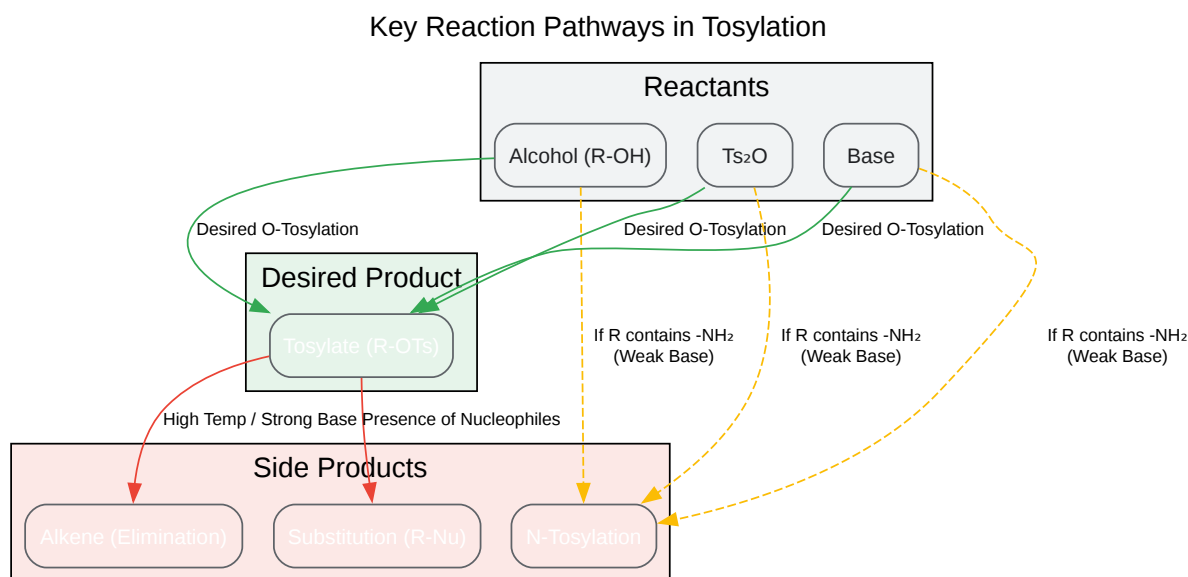 Key Reaction Pathways in Tosylation
Reactants
Alcohol (R-OH)
Ts₂O
Base
Desired O-Tosylation
Desired O-Tosylation
Desired O-Tosylation
Desired Product
Tosylate (R-OTs)
If R contains -NH₂
(Weak Base)
If R contains -NH₂
(Weak Base)
If R contains -NH₂
(Weak Base)
High Temp / Strong Base
Presence of Nucleophiles
Side Products
Alkene (Elimination)
Substitution (R-Nu)
N-Tosylation